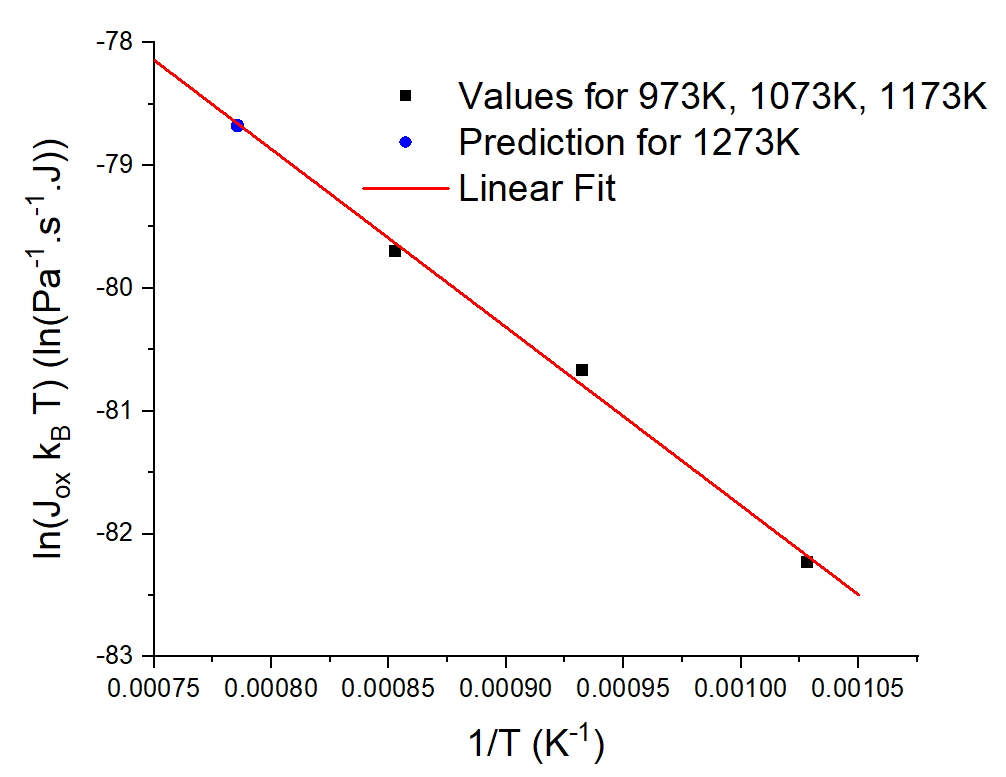 -78
-79
-80
-81
-82
-83
ln(J_ox k_B T) (ln(Pa^-1.s^-1.J))
Values for 973K, 1073K, 1173K
Prediction for 1273K
Linear Fit
0.00075 0.00080 0.00085 0.00090 0.00095 0.00100 0.00105
1/T (K^-1)